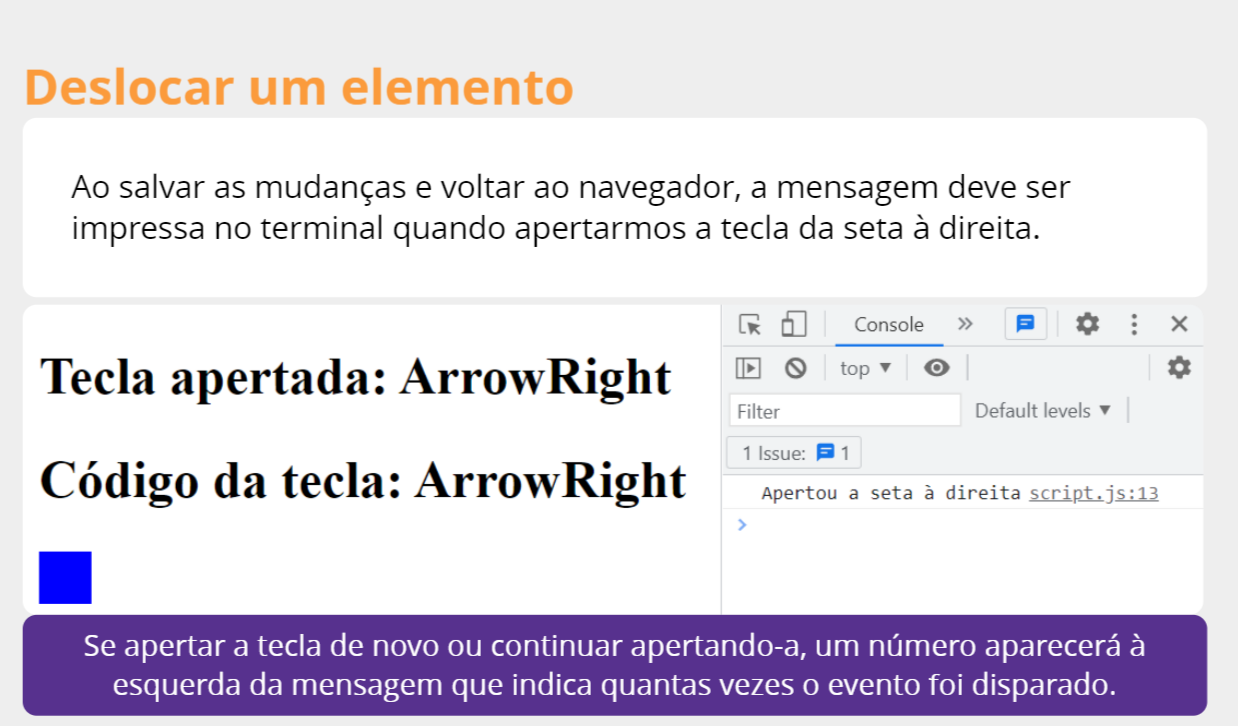 Deslocar um elemento
Ao salvar as mudanças e voltar ao navegador, a mensagem deve ser
impressa no terminal quando apertarmos a tecla da seta à direita.
Tecla apertada: ArrowRight
Código da tecla: ArrowRight
Console
top
Filter
Default levels
1 Issue: 1
Apertou a seta à direita script.js:13
Se apertar a tecla de novo ou continuar apertando-a, um número aparecerá à
esquerda da mensagem que indica quantas vezes o evento foi disparado.